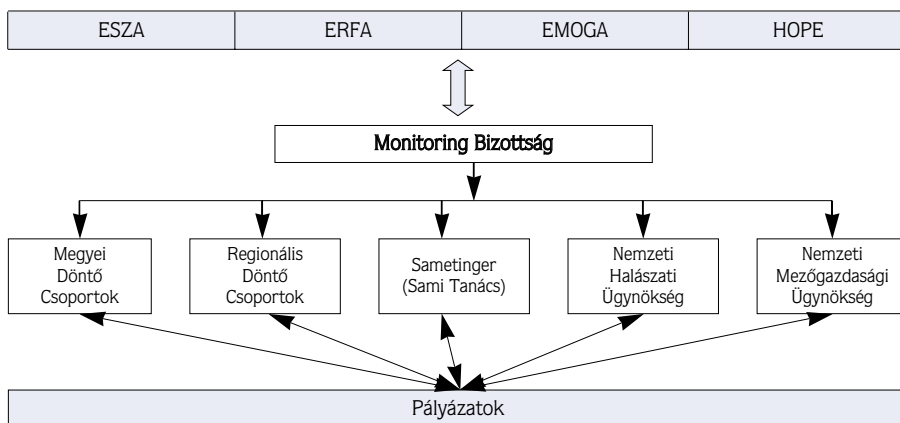 ESZA ERFA EMOGA HOPE
Monitoring Bizottság
Megyei
Döntő
Csoportok
Regionális
Döntő
Csoportok
Sametinger
(Sami Tanács)
Nemzeti
Halászati
Ügynökség
Nemzeti
Mezőgazdasági
Ügynökség
Pályázatok